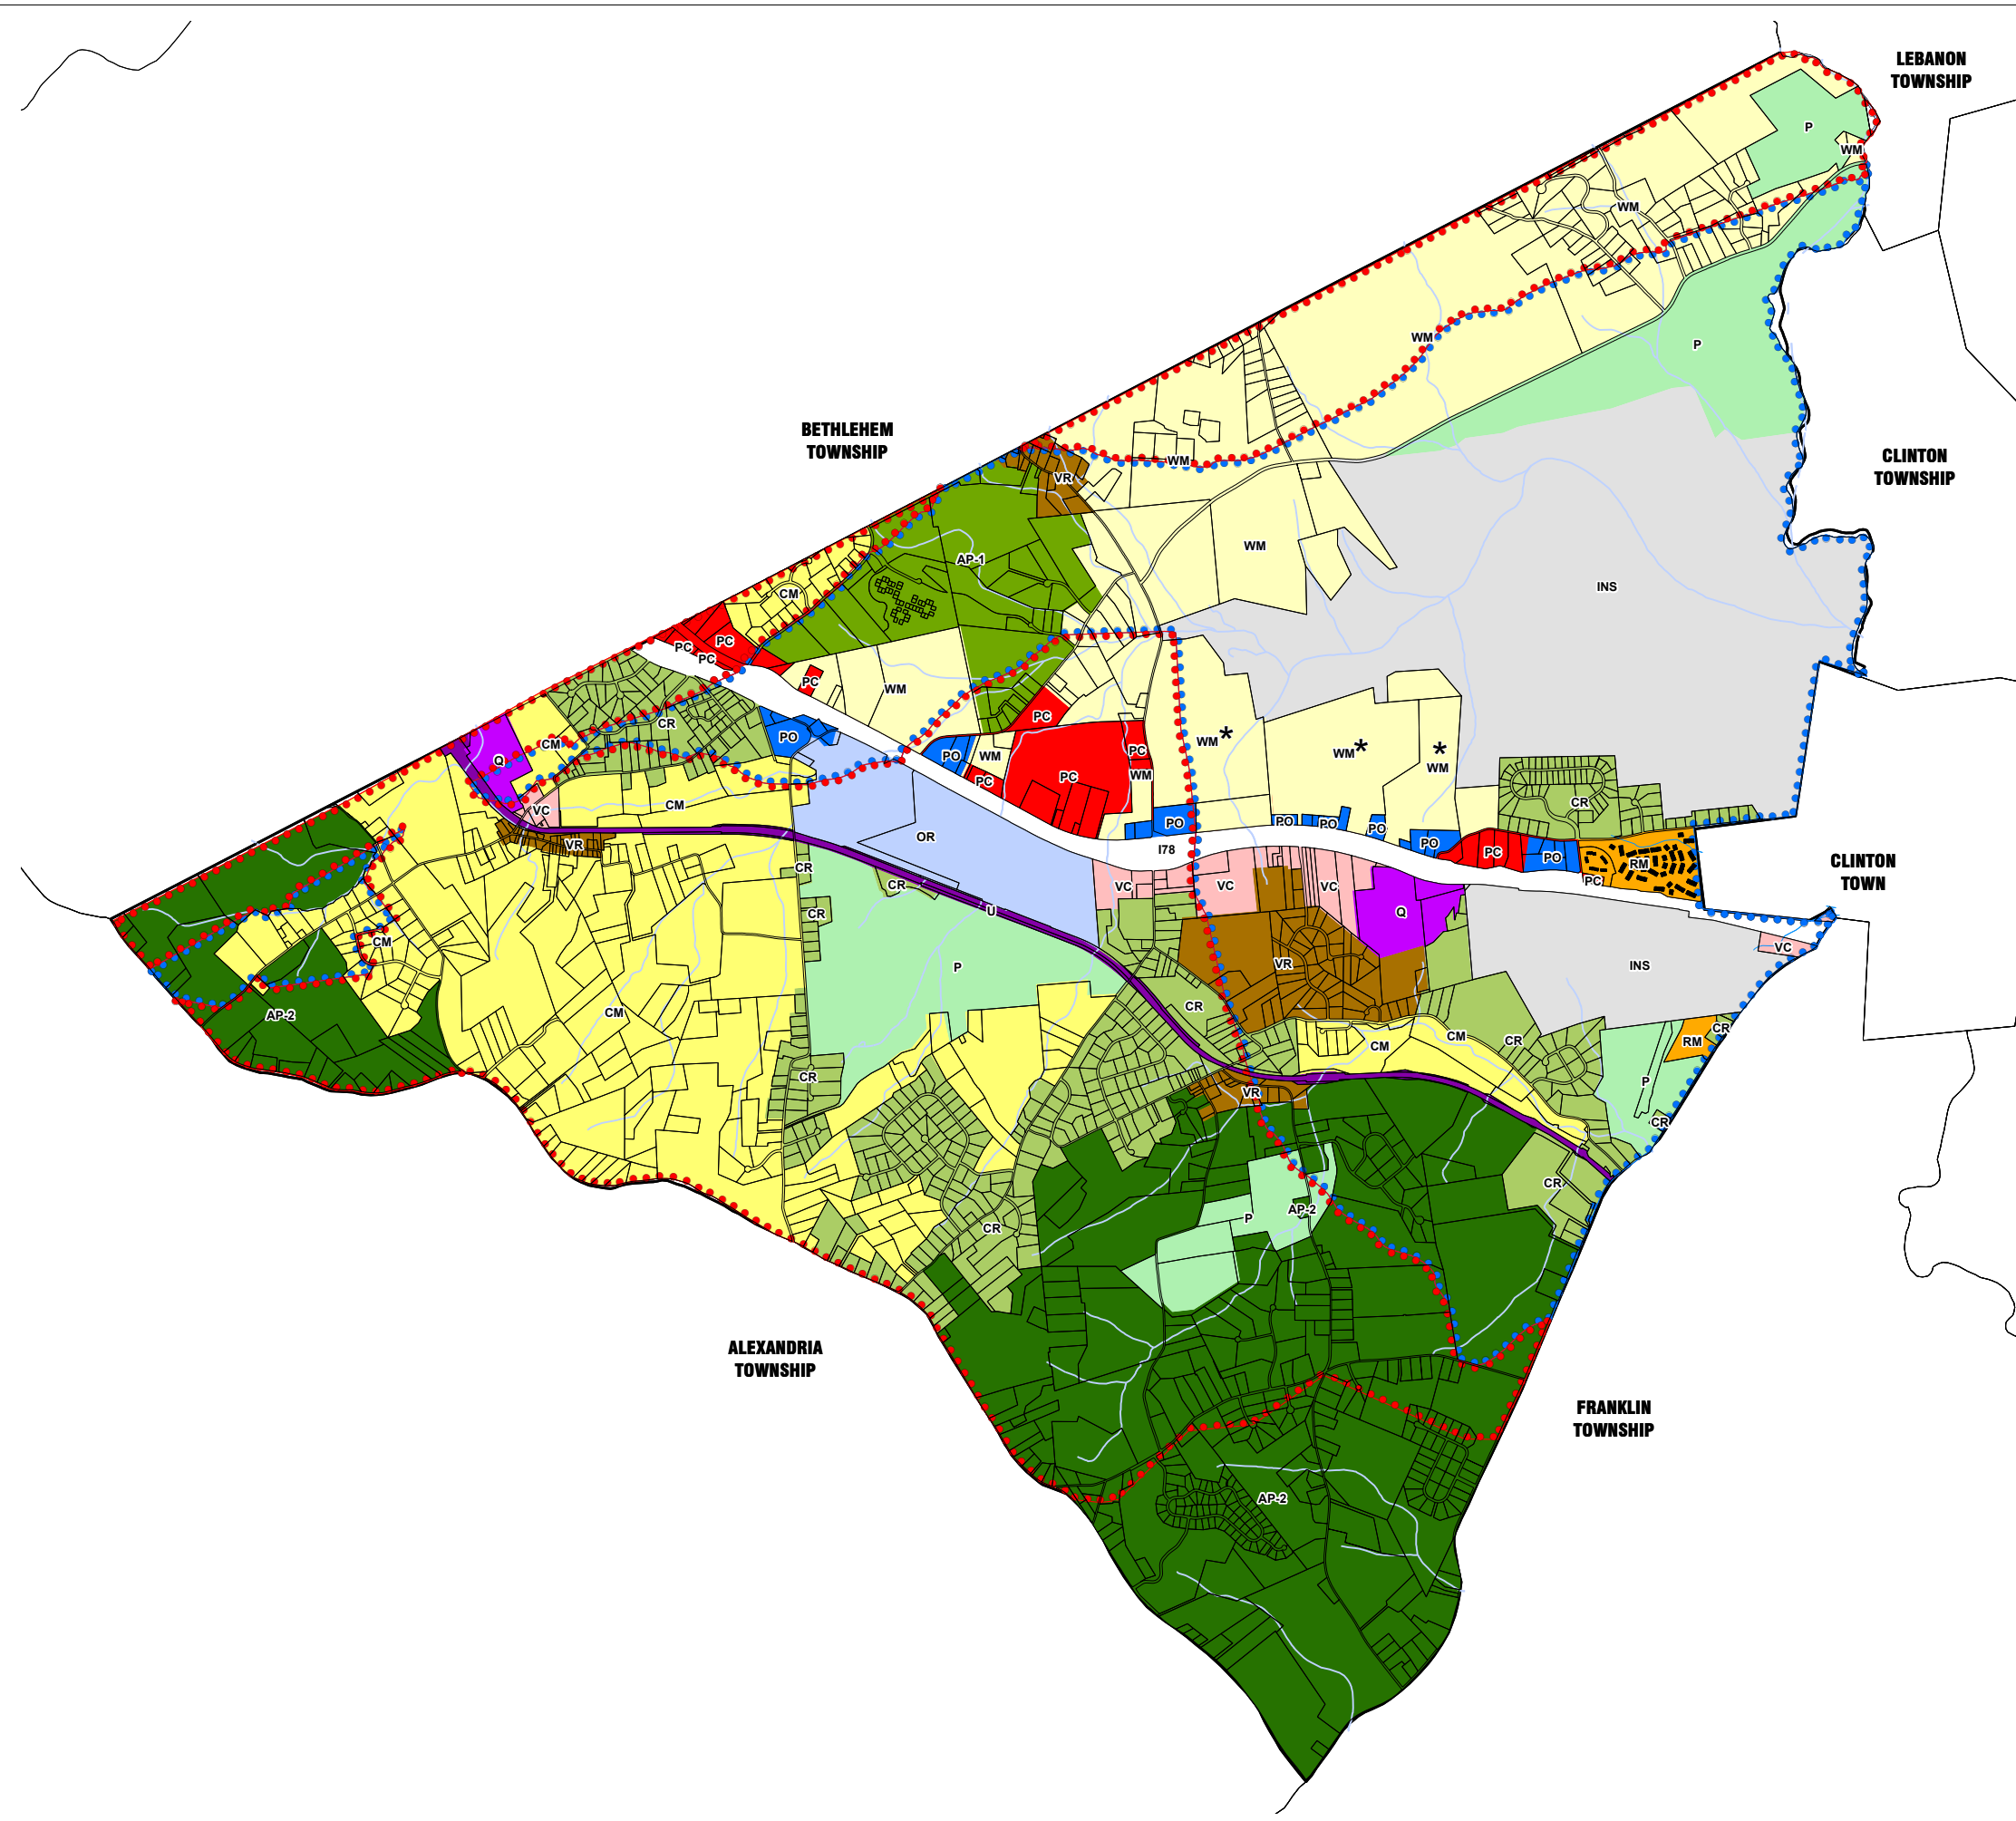 LEBANON
TOWNSHIP
P
WM
WM
P
WM
BETHLEHEM
TOWNSHIP
CLINTON
TOWNSHIP
WM
VR
WM
AP-1
INS
CM
PC
PC
PC
PC
WM
PC
CR
PO
CM
Q
PO
WM
PC
PC
PC
WM
WM*
WM*
*
WM
VC
CM
CR
VR
OR
PO
I78
PO
PO
PO
PO
PC
PO
RM
PC
CLINTON
TOWN
CR
CR
U
CR
VC
VC
VC
Q
VC
CM
P
VR
INS
AP-2
CM
CR
CM
CM
CR
RM
CR
CR
VR
P
CR
CR
P
AP-2
CR
ALEXANDRIA
TOWNSHIP
FRANKLIN
TOWNSHIP
AP-2